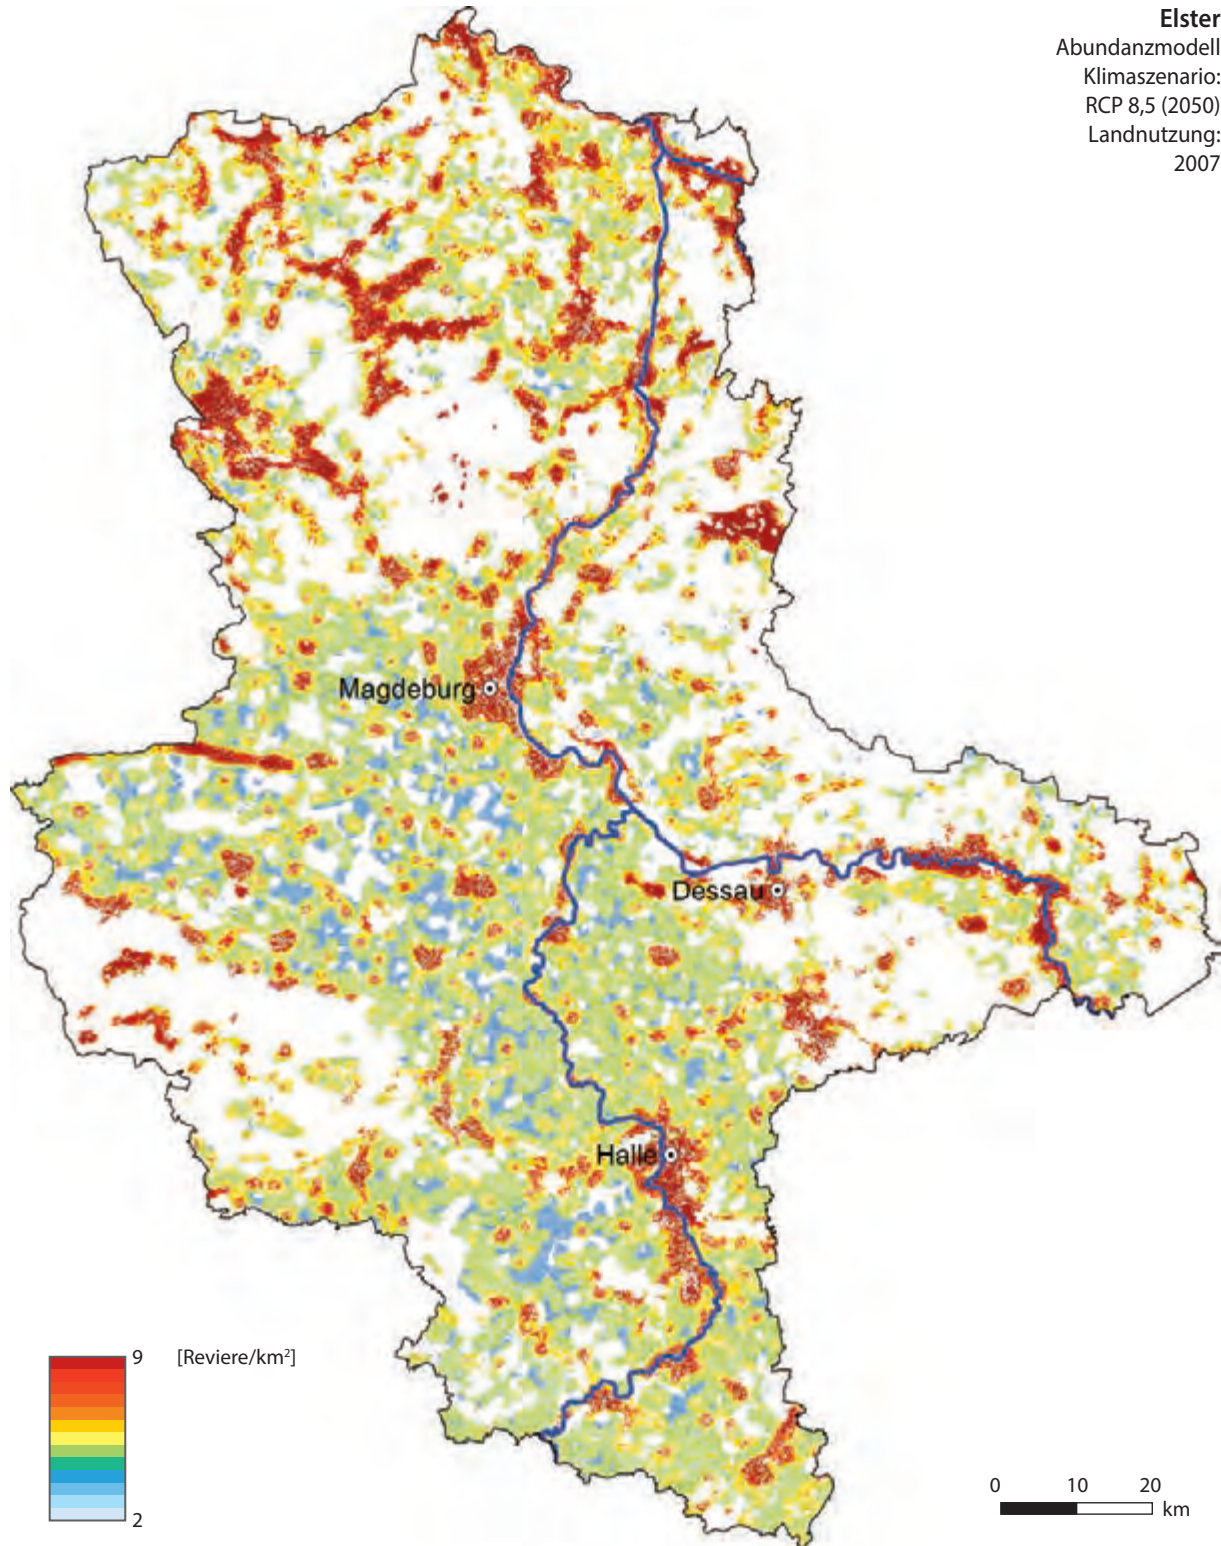 Elster
Abundanzmodell
Klimaszenario:
RCP 8,5 (2050)
Landnutzung:
2007
Magdeburg
Dessau
Halle
9 [Reviere/km²]
2
0 10 20
km